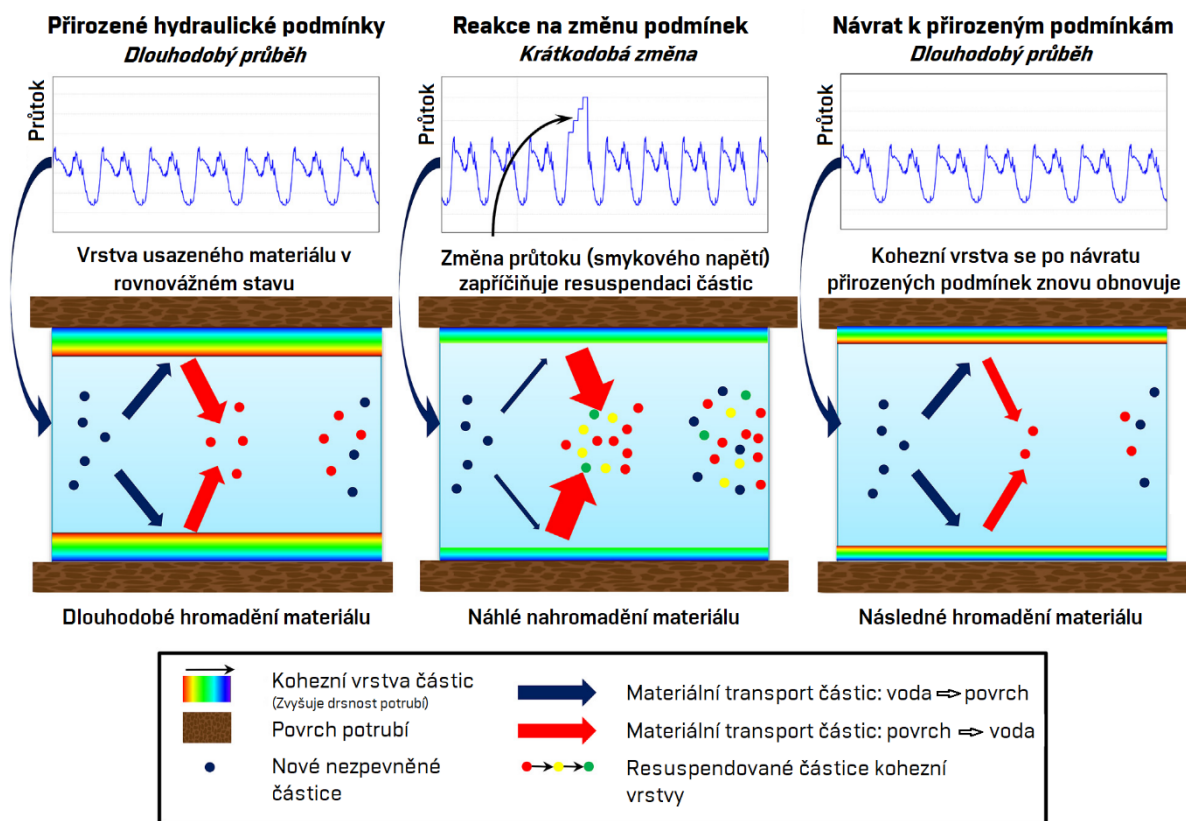 Přirozené hydraulické podmínky
Dlouhodobý průběh
Průtok
Vrstva usazeného materiálu v
rovnovážném stavu
Dlouhodobé hromadění materiálu
Reakce na změnu podmínek
Krátkodobá změna
Průtok
Změna průtoku (smykového napětí)
zapříčiňuje resuspendaci částic
Náhlé nahromadění materiálu
Návrat k přirozeným podmínkám
Dlouhodobý průběh
Průtok
Kohezní vrstva se po návratu
přirozených podmínek znovu obnovuje
Následné hromadění materiálu
Kohezní vrstva částic
(Zvyšuje drsnost potrubí)
Povrch potrubí
Nové nezpevněné
částice
Materiální transport částic: voda ⇨ povrch
Materiální transport částic: povrch ⇨ voda
Resuspendované částice kohezní
vrstvy